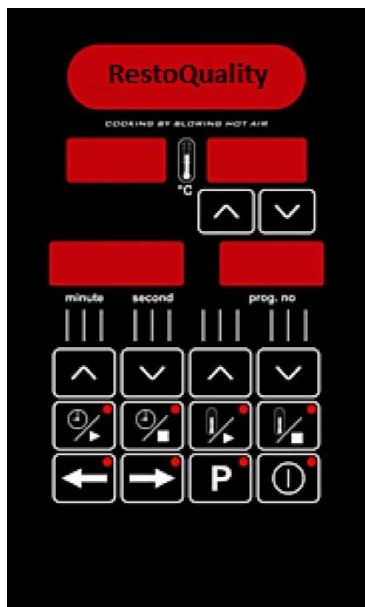 RestoQuality
COOKING BY BLOWING HOT AIR
°C
minute second prog. no
P